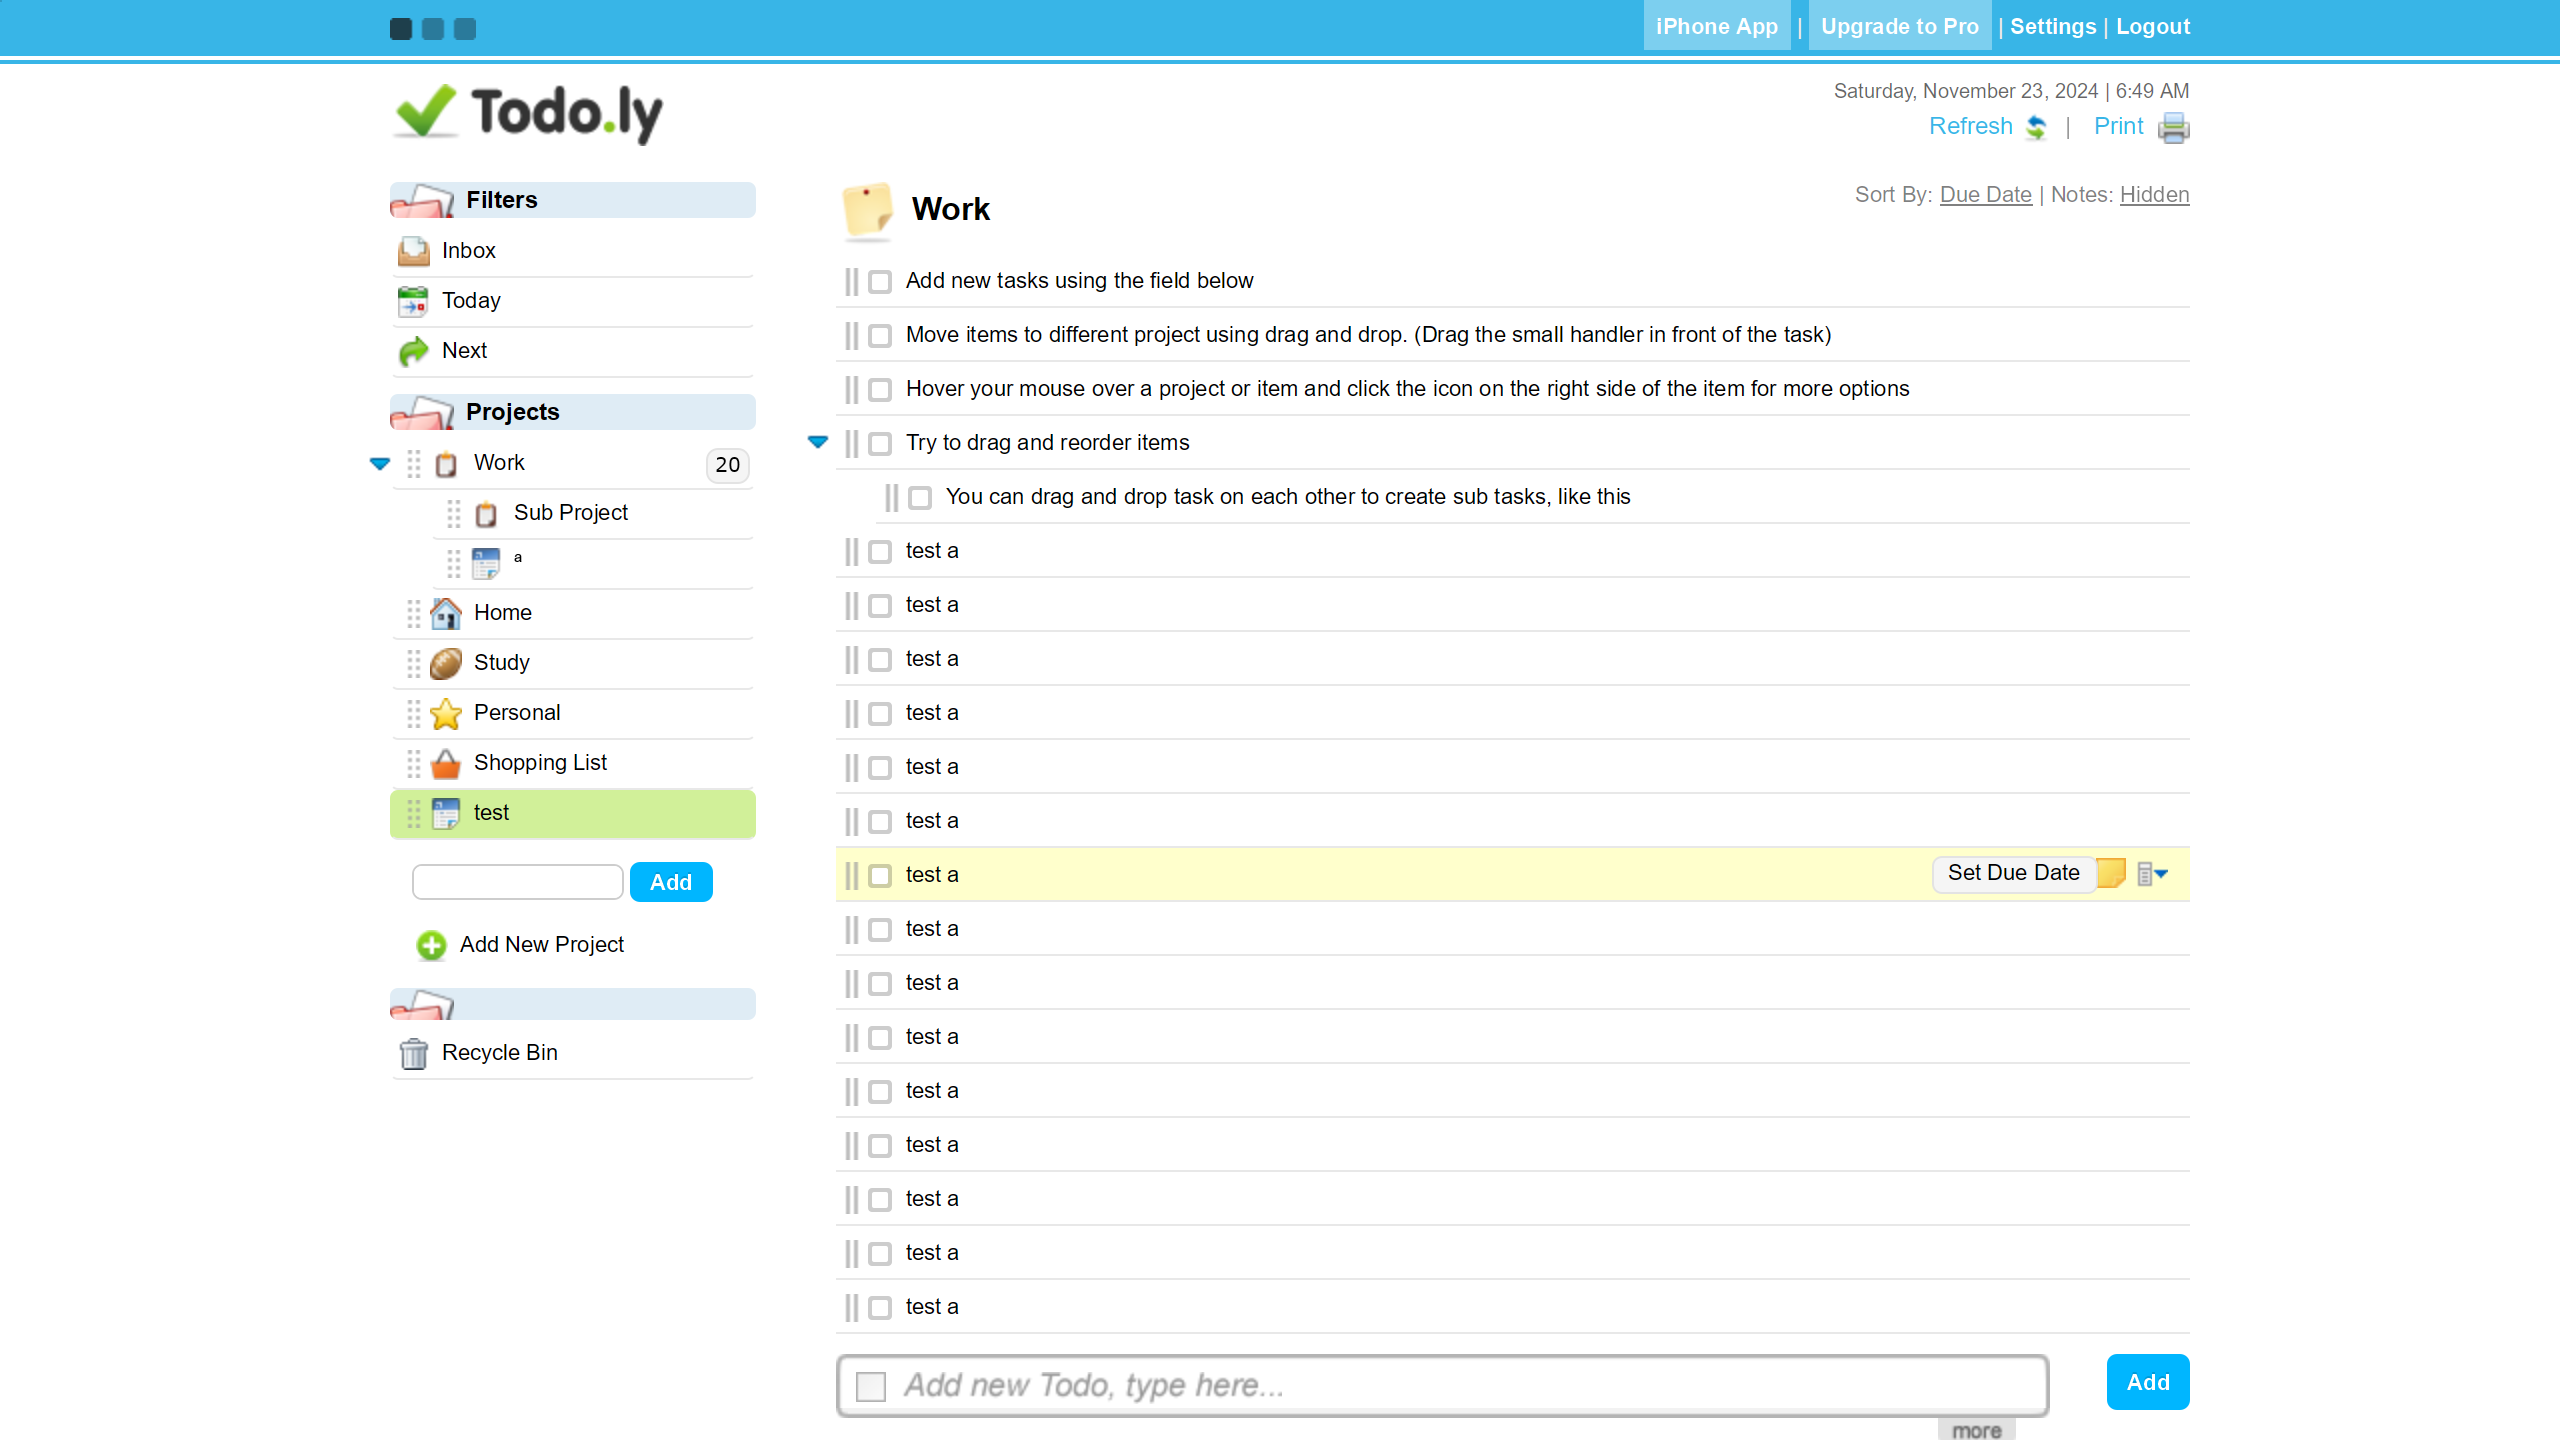 iPhone App | Upgrade to Pro | Settings | Logout
Todo.ly
Saturday, November 23, 2024 | 6:49 AM
Refresh | Print
Filters
Inbox
Today
Next
Projects
Work 20
Sub Project
a
Home
Study
Personal
Shopping List
test
Add
Add New Project
Recycle Bin
Work
Sort By: Due Date | Notes: Hidden
Add new tasks using the field below
Move items to different project using drag and drop. (Drag the small handler in front of the task)
Hover your mouse over a project or item and click the icon on the right side of the item for more options
Try to drag and reorder items
You can drag and drop task on each other to create sub tasks, like this
test a
test a
test a
test a
test a
test a
test a Set Due Date
test a
test a
test a
test a
test a
test a
test a
test a
Add new Todo, type here...
Add
more